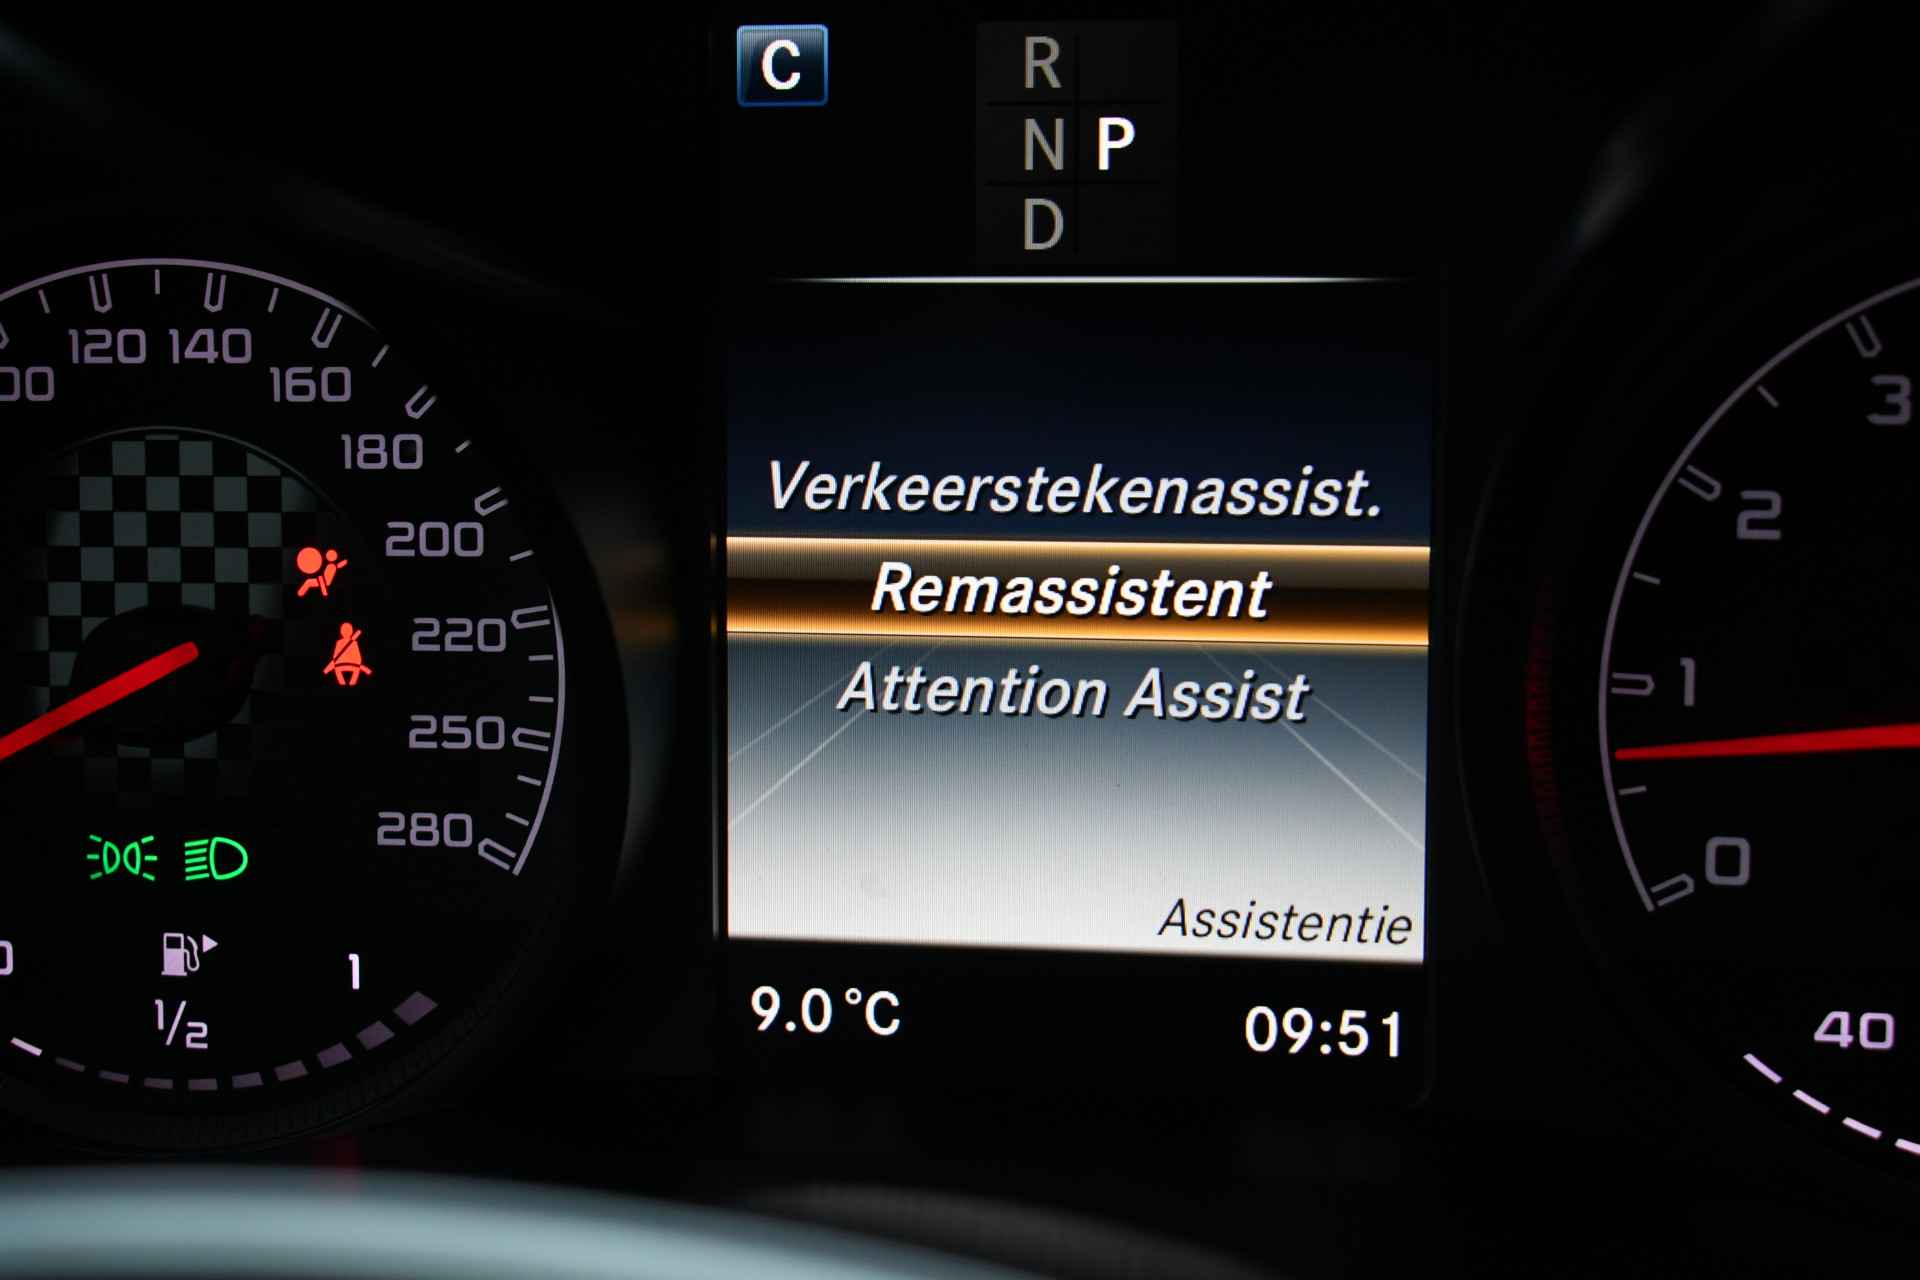 C
R
N P
D
120 140
160
180
200
220
250
280
Verkeerstekenassist.
Remassistent
Attention Assist
Assistentie
9.0 °C
09:51
1/2
1
3
2
1
0
40